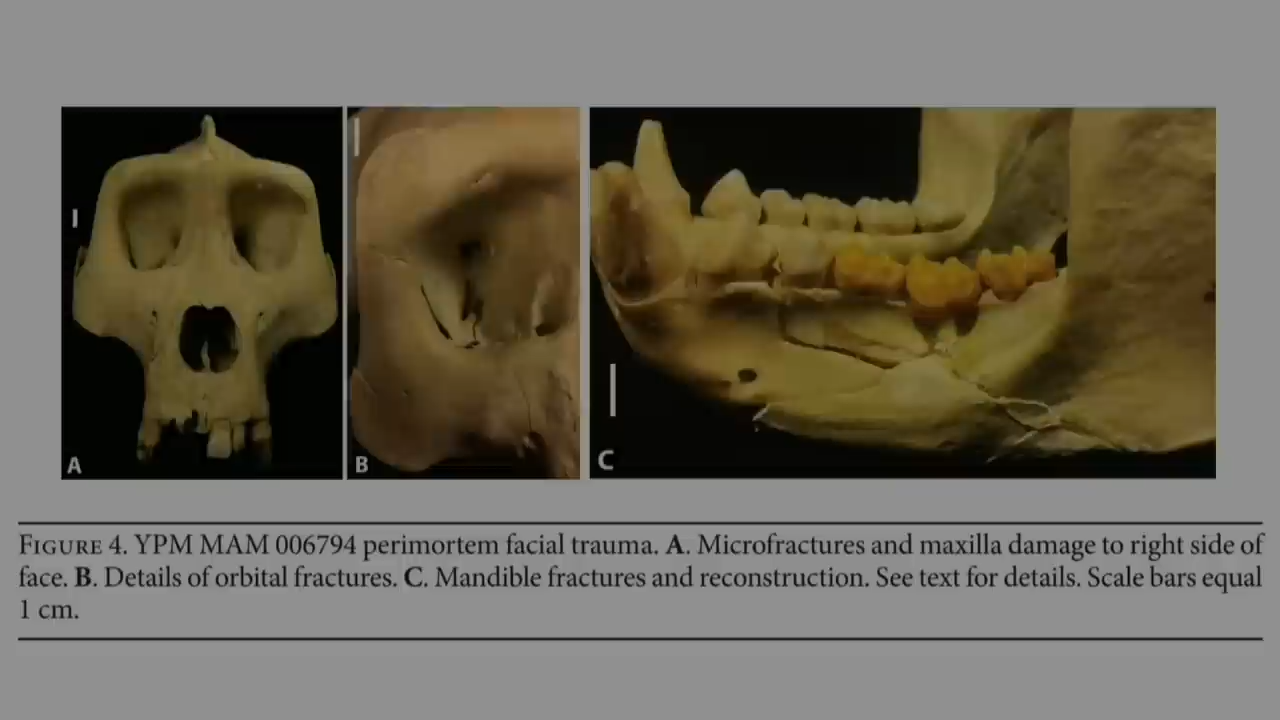 A
B
C
FIGURE 4. YPM MAM 006794 perimortem facial trauma. A. Microfractures and maxilla damage to right side of
face. B. Details of orbital fractures. C. Mandible fractures and reconstruction. See text for details. Scale bars equal
1 cm.